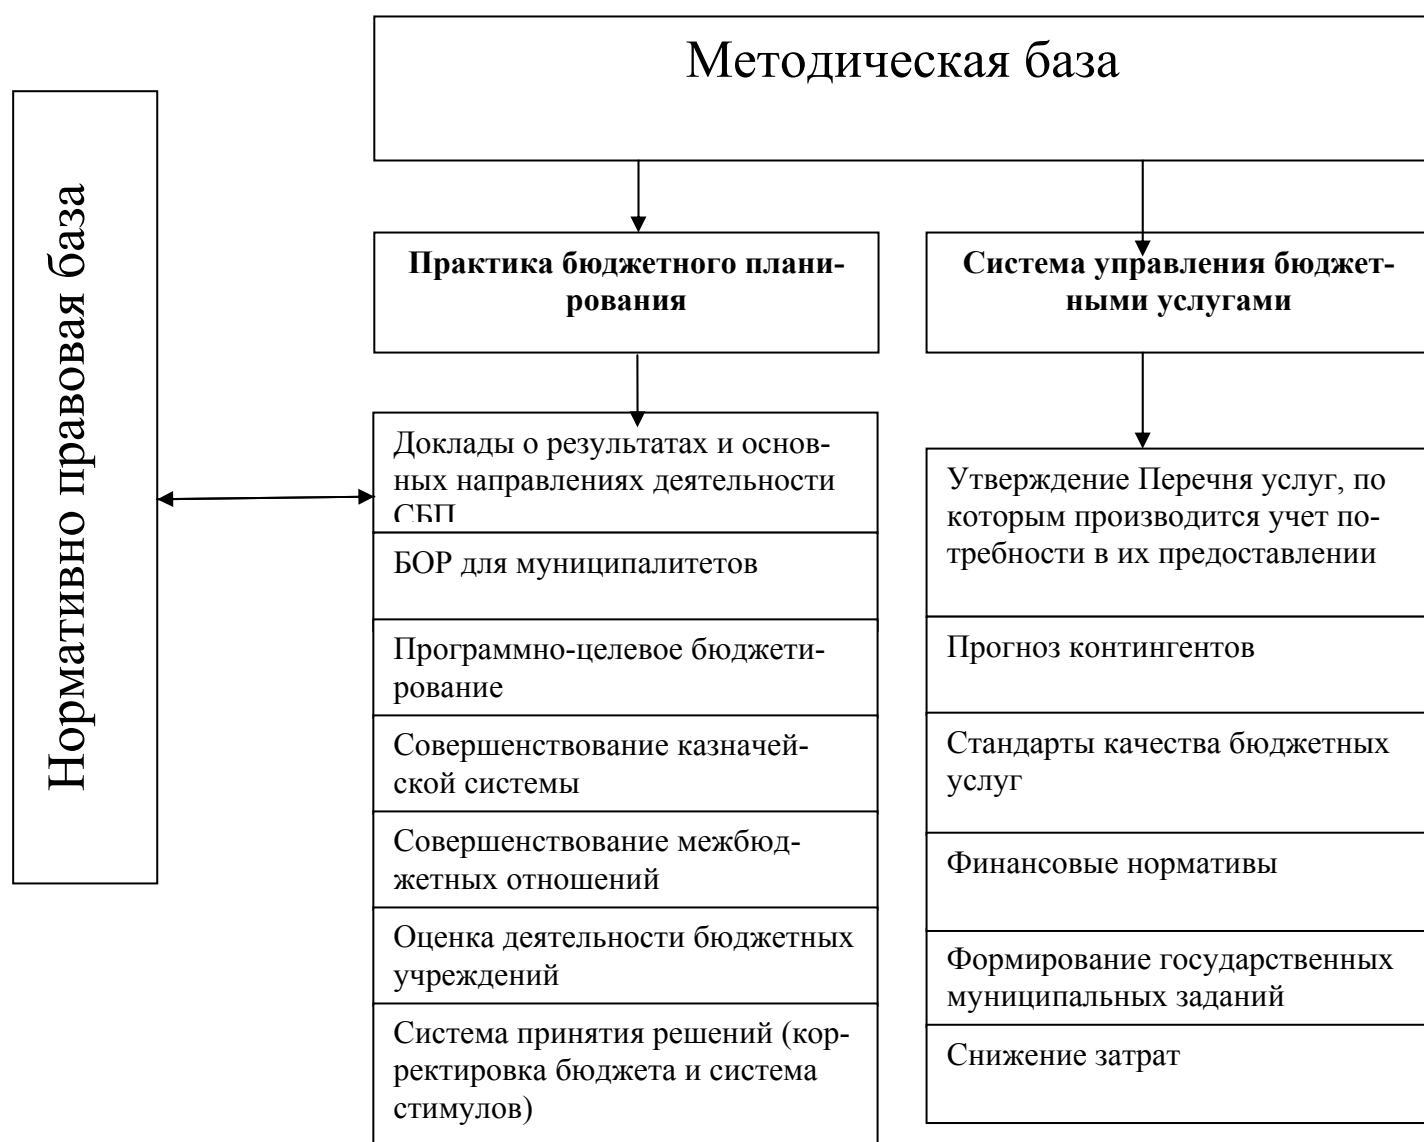 Методическая база
Нормативно правовая база
Практика бюджетного плани-
рования
Доклады о результатах и основ-
ных направлениях деятельности
СБП
БОР для муниципалитетов
Программно-целевое бюджети-
рование
Совершенствование казначей-
ской системы
Совершенствование межбюд-
жетных отношений
Оценка деятельности бюджетных
учреждений
Система принятия решений (кор-
ректировка бюджета и система
стимулов)
Система управления бюджет-
ными услугами
Утверждение Перечня услуг, по
которым производится учет по-
требности в их предоставлении
Прогноз контингентов
Стандарты качества бюджетных
услуг
Финансовые нормативы
Формирование государственных
муниципальных заданий
Снижение затрат